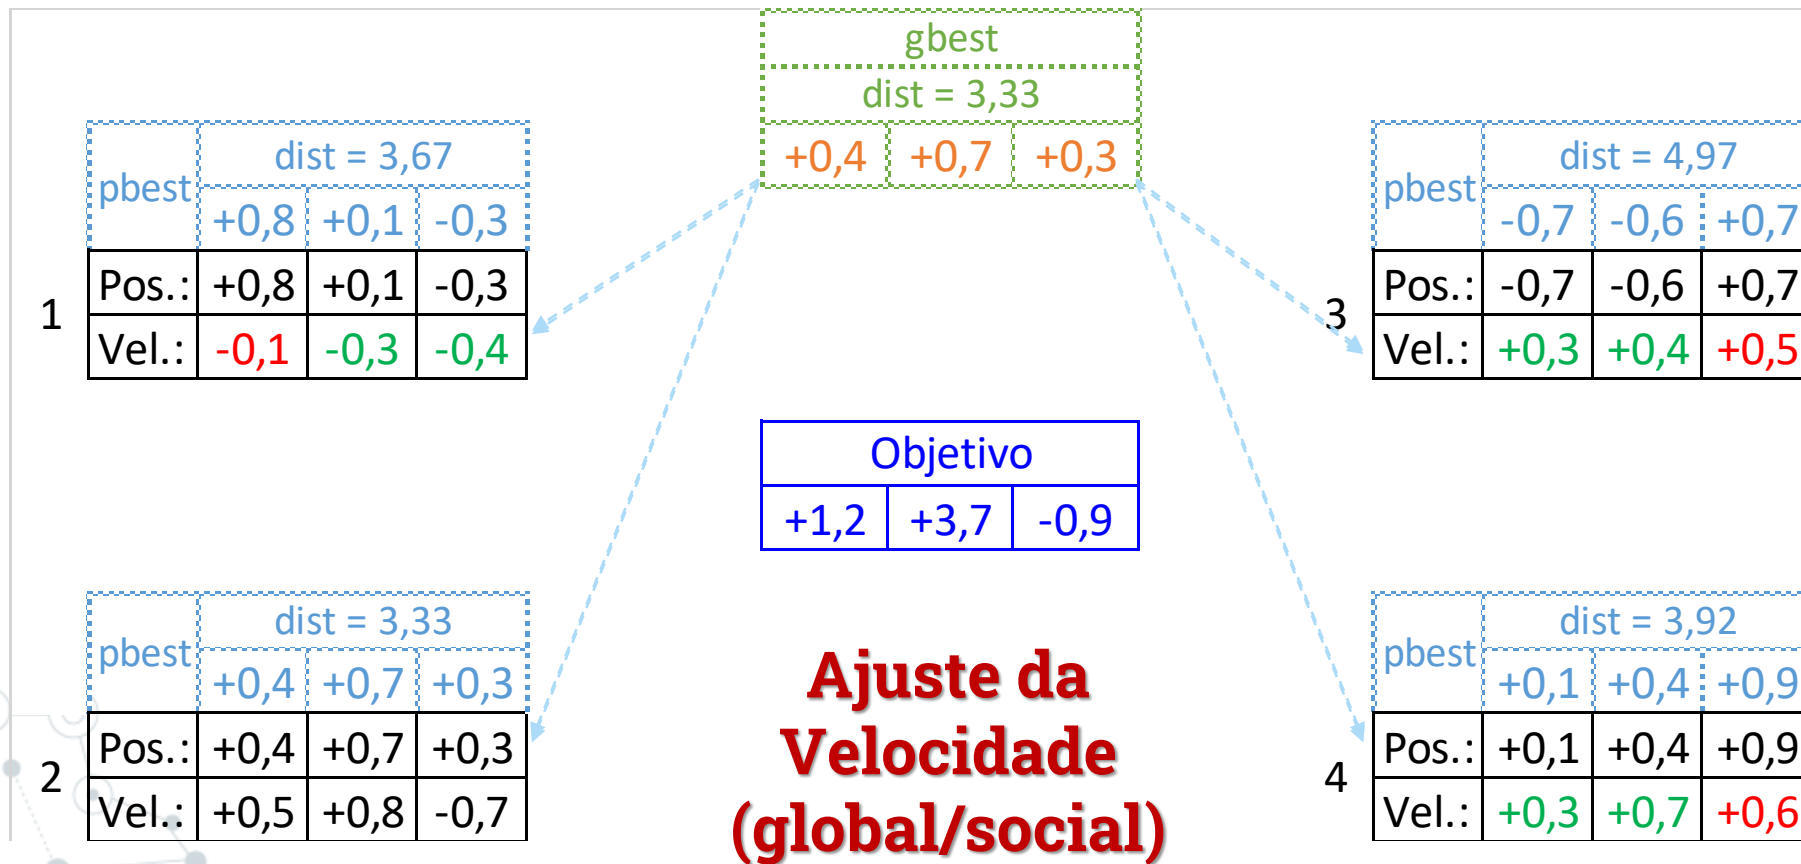 gbest
dist = 3,33
+0,4 +0,7 +0,3
pbest
dist = 3,67
+0,8 +0,1 -0,3
1
Pos.: +0,8 +0,1 -0,3
Vel.: -0,1 -0,3 -0,4
pbest
dist = 4,97
-0,7 -0,6 +0,7
3
Pos.: -0,7 -0,6 +0,7
Vel.: +0,3 +0,4 +0,5
Objetivo
+1,2 +3,7 -0,9
pbest
dist = 3,33
+0,4 +0,7 +0,3
2
Pos.: +0,4 +0,7 +0,3
Vel.: +0,5 +0,8 -0,7
Ajuste da
Velocidade
(global/social)
pbest
dist = 3,92
+0,1 +0,4 +0,9
4
Pos.: +0,1 +0,4 +0,9
Vel.: +0,3 +0,7 +0,6